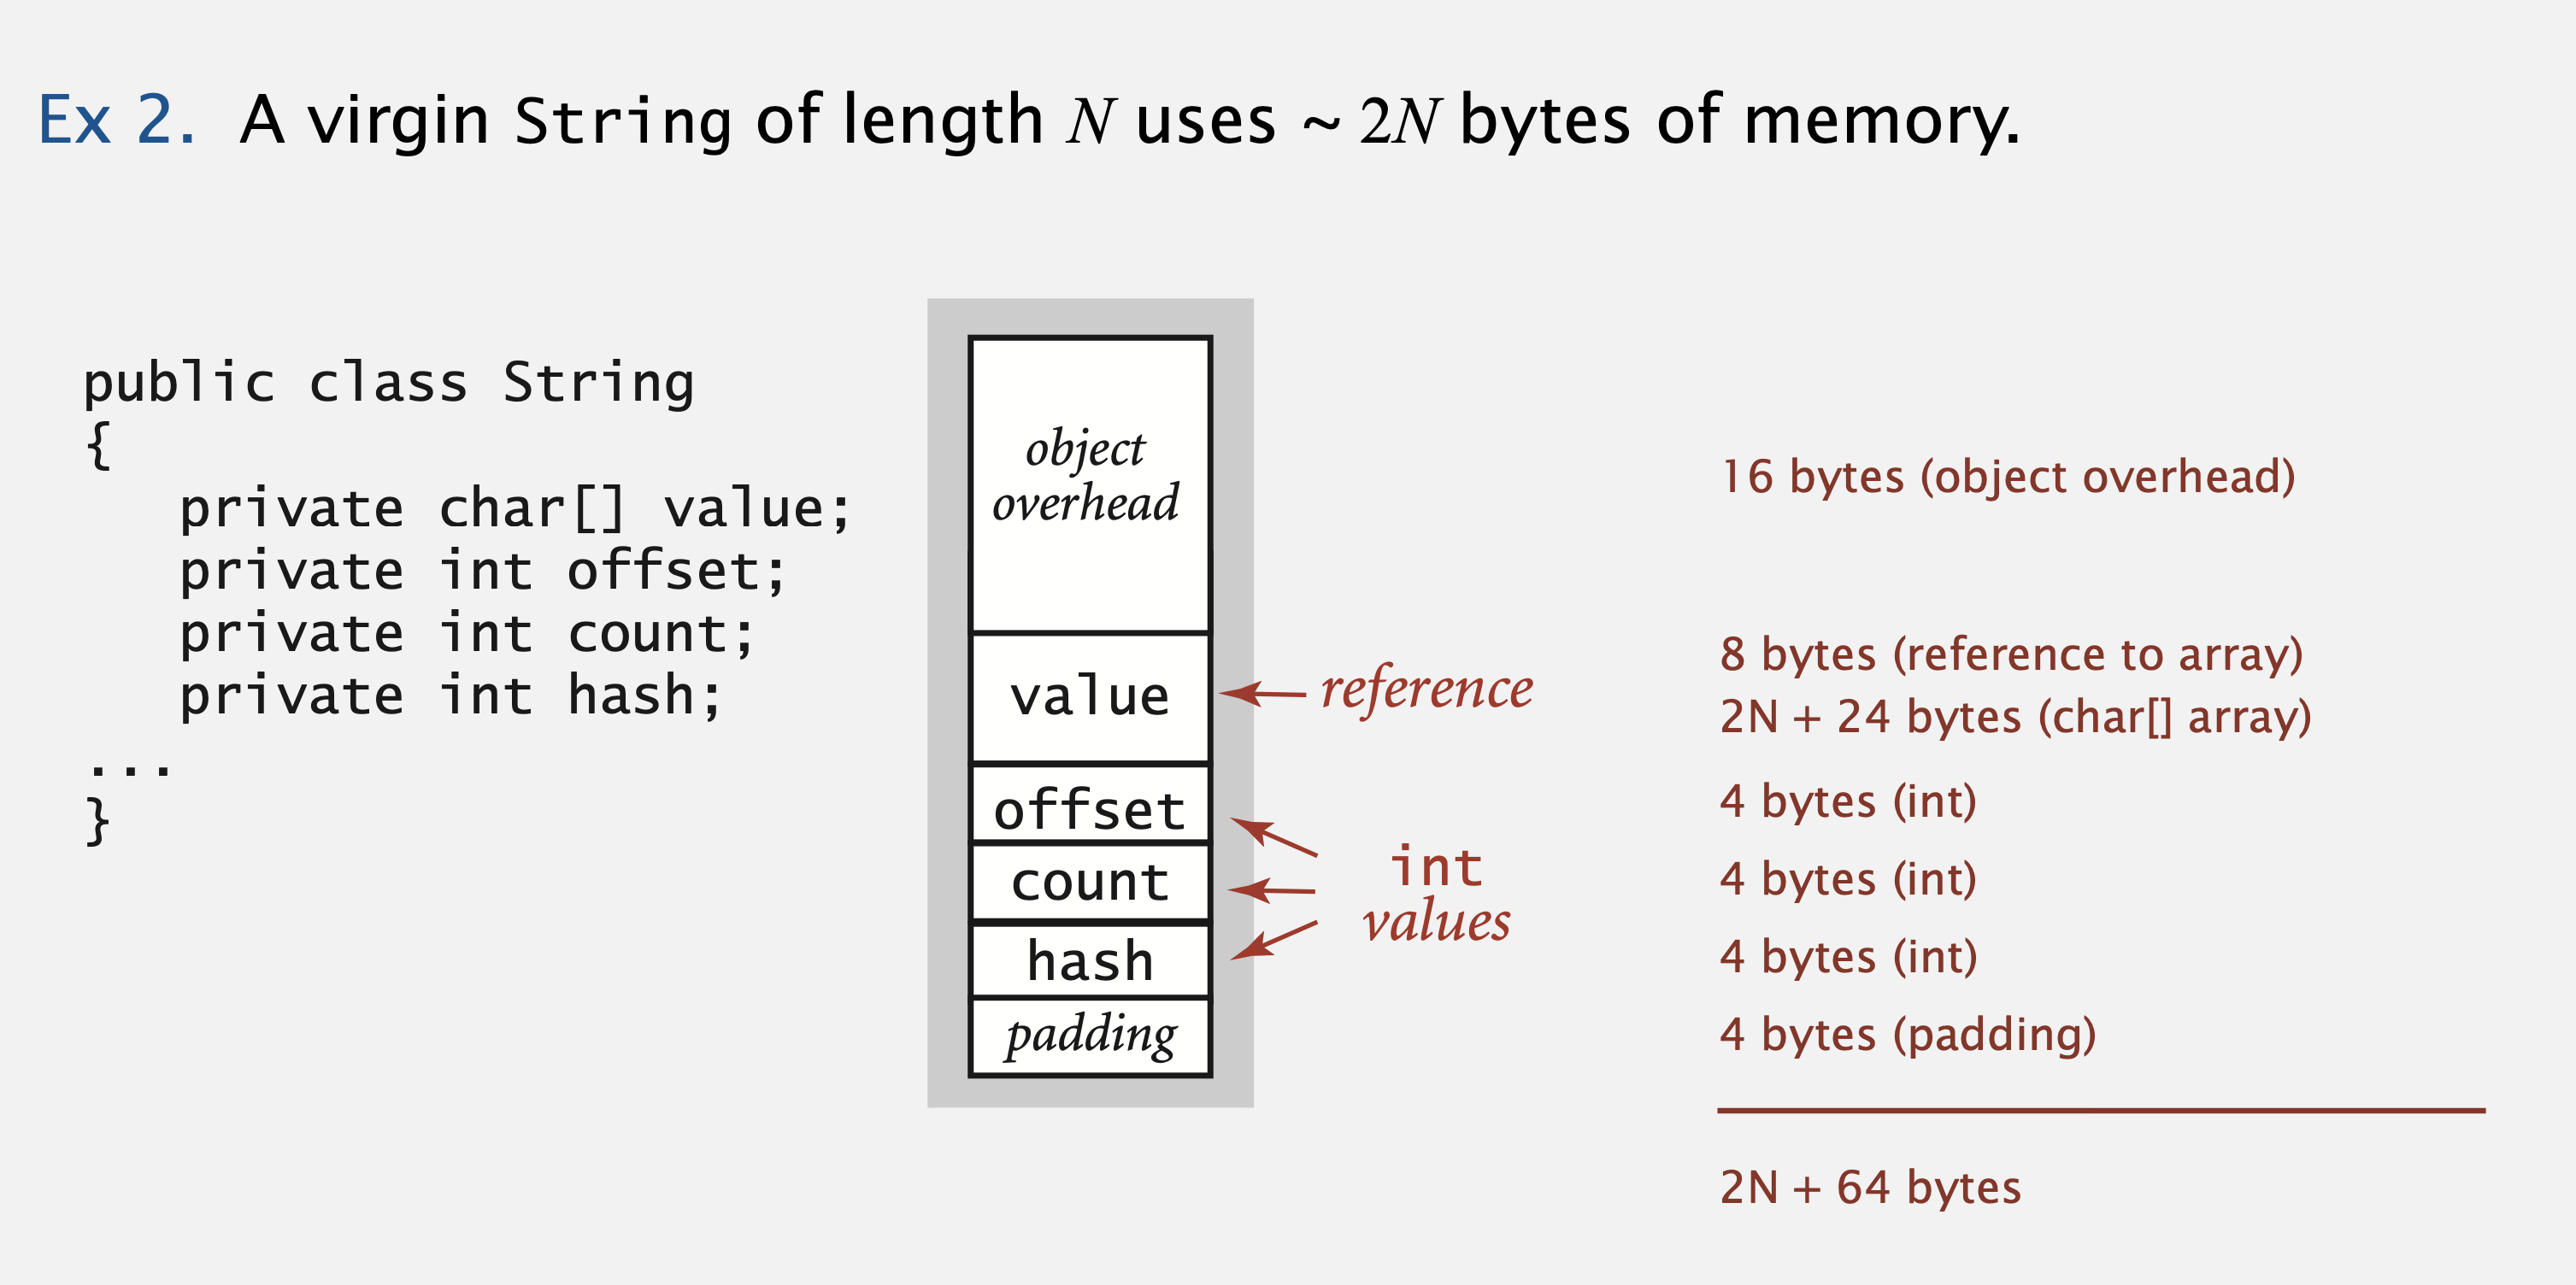 Ex 2. A virgin String of length N uses ~ 2N bytes of memory.
public class String
{
private char[] value;
private int offset;
private int count;
private int hash;
...
}
object
overhead
value
offset
count
hash
padding
reference
int
values
16 bytes (object overhead)
8 bytes (reference to array)
2N + 24 bytes (char[] array)
4 bytes (int)
4 bytes (int)
4 bytes (int)
4 bytes (padding)
2N + 64 bytes